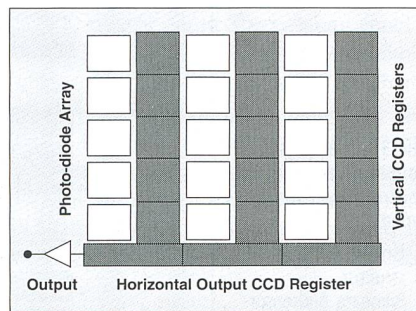 Photo-diode Array
Vertical CCD Registers
Output
Horizontal Output CCD Register